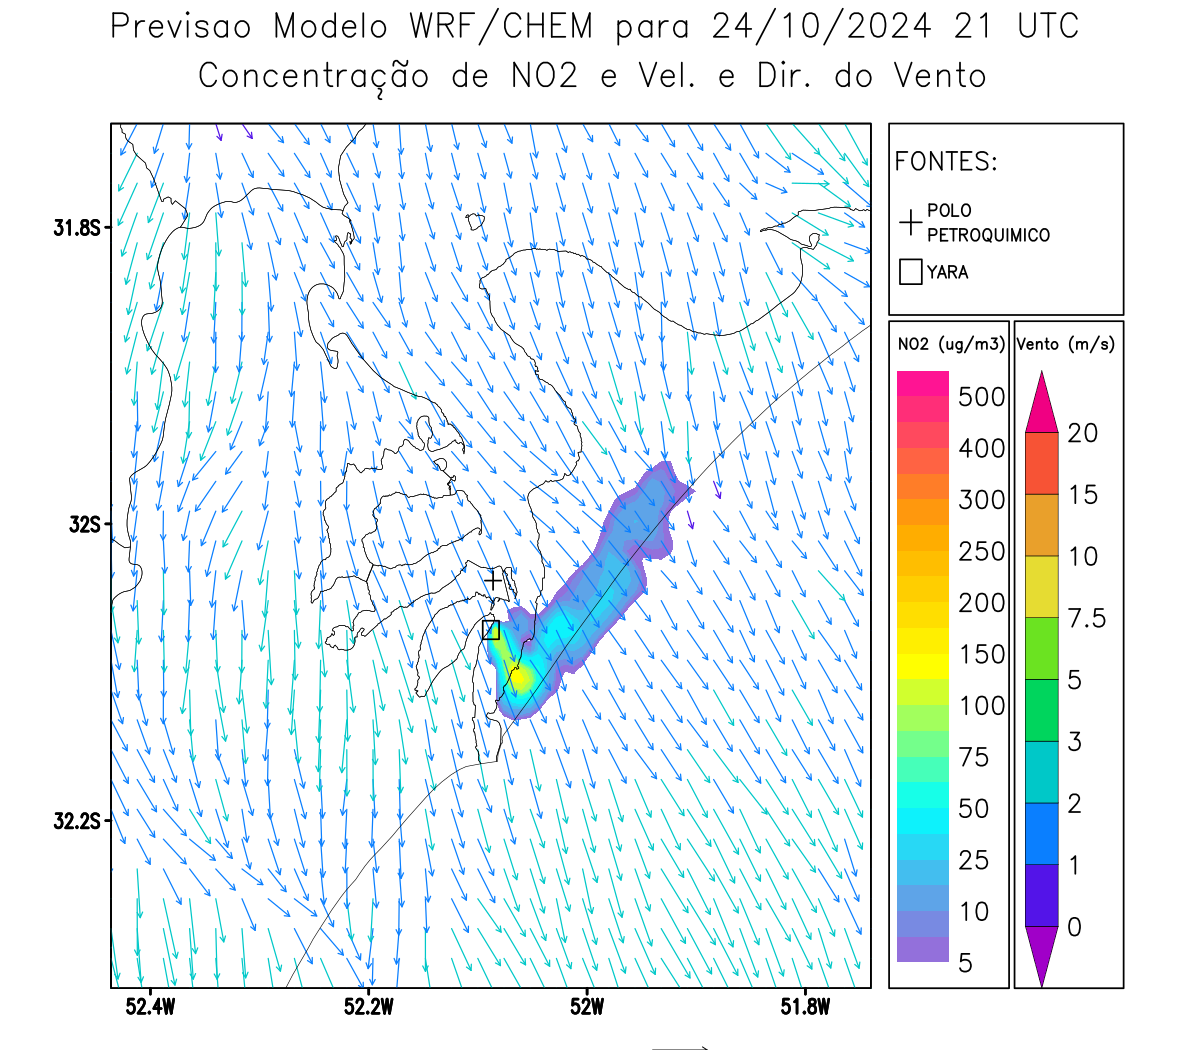 Previsao Modelo WRF/CHEM para 24/10/2024 21 UTC
Concentração de NO2 e Vel. e Dir. do Vento
FONTES:
POLO
PETROQUIMICO
YARA
31.8S
32S
32.2S
52.4W
52.2W
52W
51.8W
NO2 (ug/m3)
500
400
300
250
200
150
100
75
50
25
10
5
Vento (m/s)
20
15
10
7.5
5
3
2
1
0